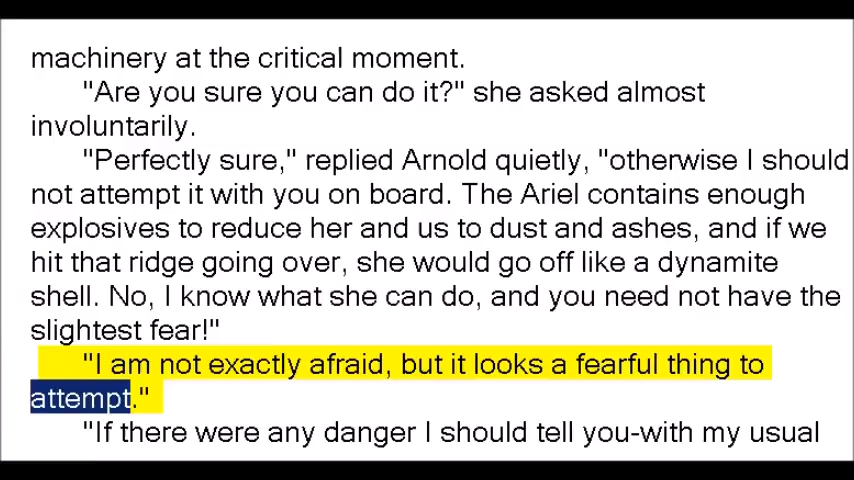 machinery at the critical moment.
"Are you sure you can do it?" she asked almost
involuntarily.
"Perfectly sure," replied Arnold quietly, "otherwise I should
not attempt it with you on board. The Ariel contains enough
explosives to reduce her and us to dust and ashes, and if we
hit that ridge going over, she would go off like a dynamite
shell. No, I know what she can do, and you need not have the
slightest fear!"
"I am not exactly afraid, but it looks a fearful thing to
attempt."
"If there were any danger I should tell you-with my usual